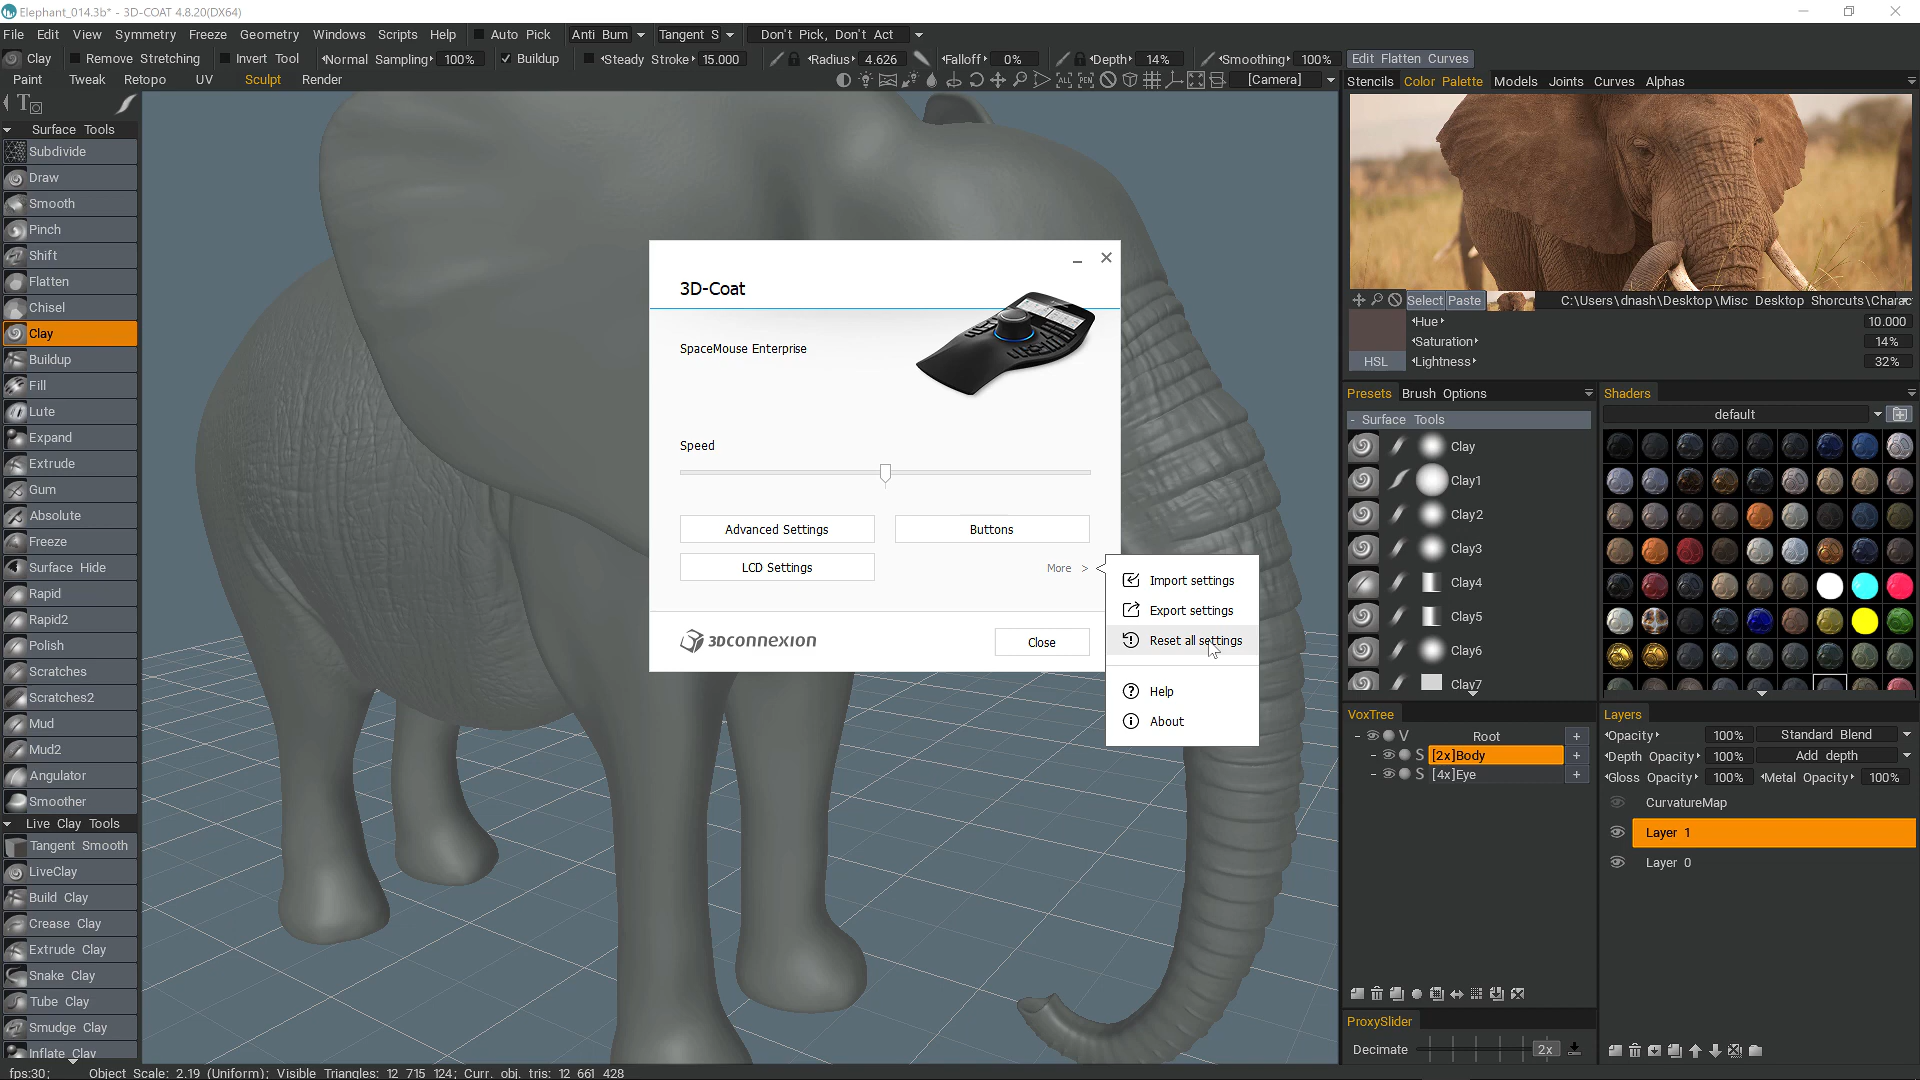 Elephant_014.3b* - 3D-COAT 4.8.20(DX64)
File Edit View Symmetry Freeze Geometry Windows Scripts Help Auto Pick Anti Bum Tangent S Don't Pick, Don't Act
Clay Remove Stretching Invert Tool Normal Sampling 100% Buildup Steady Stroke 15.000 Radius 4.626 Falloff 0% Depth 14% Smoothing 100% Edit Flatten Curves
Paint Tweak Retopo UV Sculpt Render ALL PEN [Camera]
Stencils Color Palette Models Joints Curves Alphas
Surface Tools
Subdivide
Draw
Smooth
Pinch
Shift
Flatten
Chisel
Clay
Buildup
Fill
Lute
Expand
Extrude
Gum
Absolute
Freeze
Surface Hide
Rapid
Rapid2
Polish
Scratches
Scratches2
Mud
Mud2
Angulator
Smoother
Live Clay Tools
Tangent Smooth
LiveClay
Build Clay
Crease Clay
Extrude Clay
Snake Clay
Tube Clay
Smudge Clay
Inflate Clay
3D-Coat
SpaceMouse Enterprise
Speed
Advanced Settings Buttons
LCD Settings More >
3Dconnexion Close
Import settings
Export settings
Reset all settings
Help
About
Select Paste C:\Users\dnash\Desktop\Misc Desktop Shorcuts\Charac
Hue 10.000
Saturation 14%
HSL Lightness 32%
Presets Brush Options
- Surface Tools
Clay
Clay1
Clay2
Clay3
Clay4
Clay5
Clay6
Clay7
Shaders
default
VoxTree
- V Root +
- S [2x]Body +
- S [4x]Eye +
Layers
Opacity 100% Standard Blend
Depth Opacity 100% Add depth
Gloss Opacity 100% Metal Opacity 100%
CurvatureMap
Layer 1
Layer 0
ProxySlider
Decimate 2x
fps:30; Object Scale: 2.19 (Uniform); Visible Triangles: 12 715 124; Curr. obj. tris: 12 661 428